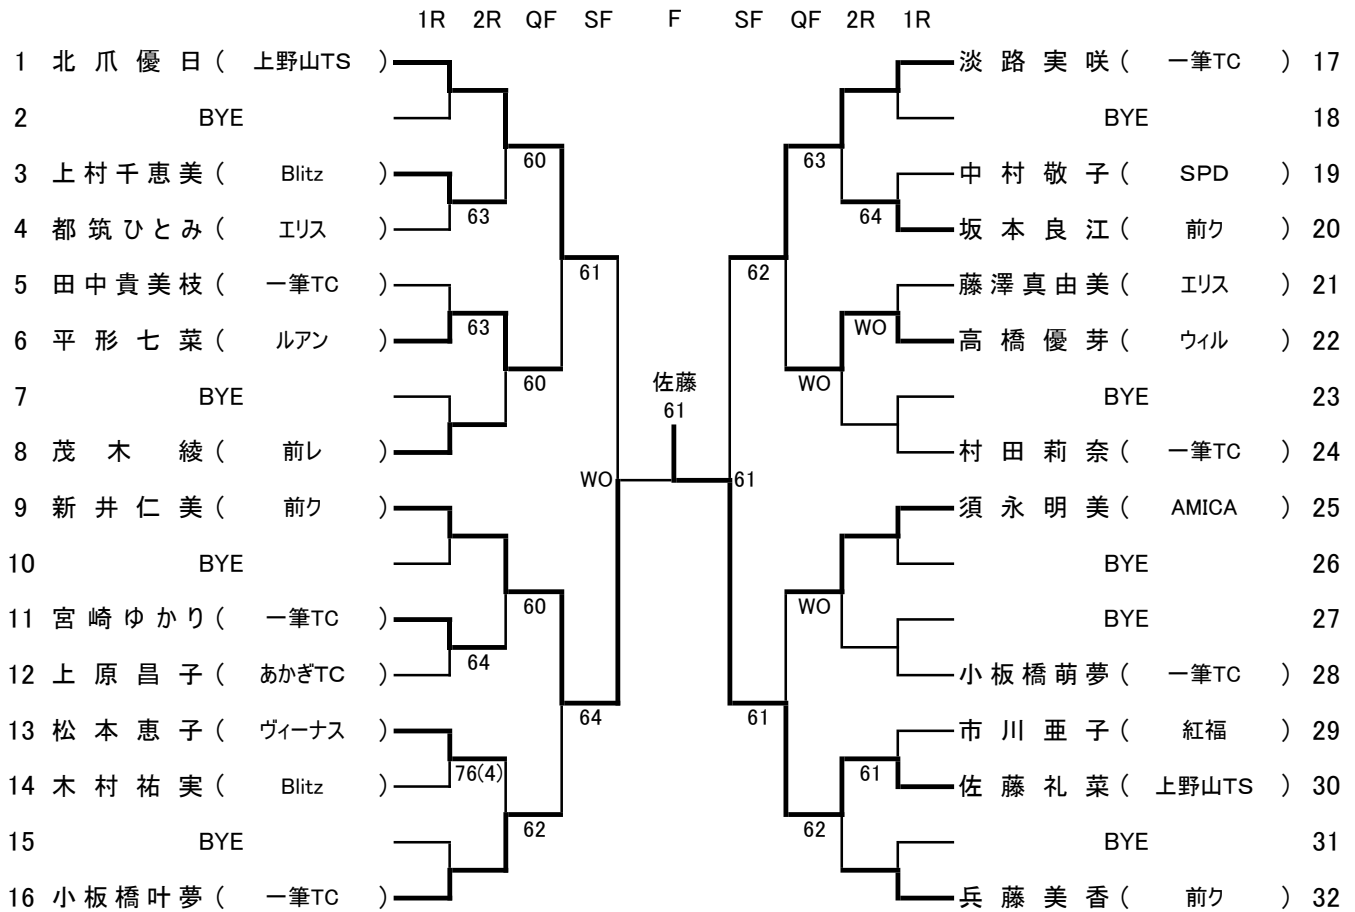 1R 2R QF SF F SF QF 2R 1R
1 北爪優日 ( 上野山TS ) 淡路実咲 ( 一筆TC ) 17
2 BYE BYE 18
60 63
3 上村千恵美 ( Blitz ) 中村敬子 ( SPD ) 19
63 64
4 都筑ひとみ ( エリス ) 坂本良江 ( 前ク ) 20
61 62
5 田中貴美枝 ( 一筆TC ) 藤澤真由美 ( エリス ) 21
63 WO
6 平形七菜 ( ルアン ) 高橋優芽 ( ウィル ) 22
60 佐藤 WO
7 BYE BYE 23
61
8 茂木綾 ( 前レ ) 村田莉奈 ( 一筆TC ) 24
WO 61
9 新井仁美 ( 前ク ) 須永明美 ( AMICA ) 25
10 BYE BYE 26
60 WO
11 宮崎ゆかり ( 一筆TC ) BYE 27
64
12 上原昌子 ( あかぎTC ) 小板橋萌夢 ( 一筆TC ) 28
64 61
13 松本恵子 ( ヴィーナス ) 市川亜子 ( 紅福 ) 29
76(4) 61
14 木村祐実 ( Blitz ) 佐藤礼菜 ( 上野山TS ) 30
62 62
15 BYE BYE 31
16 小板橋叶夢 ( 一筆TC ) 兵藤美香 ( 前ク ) 32